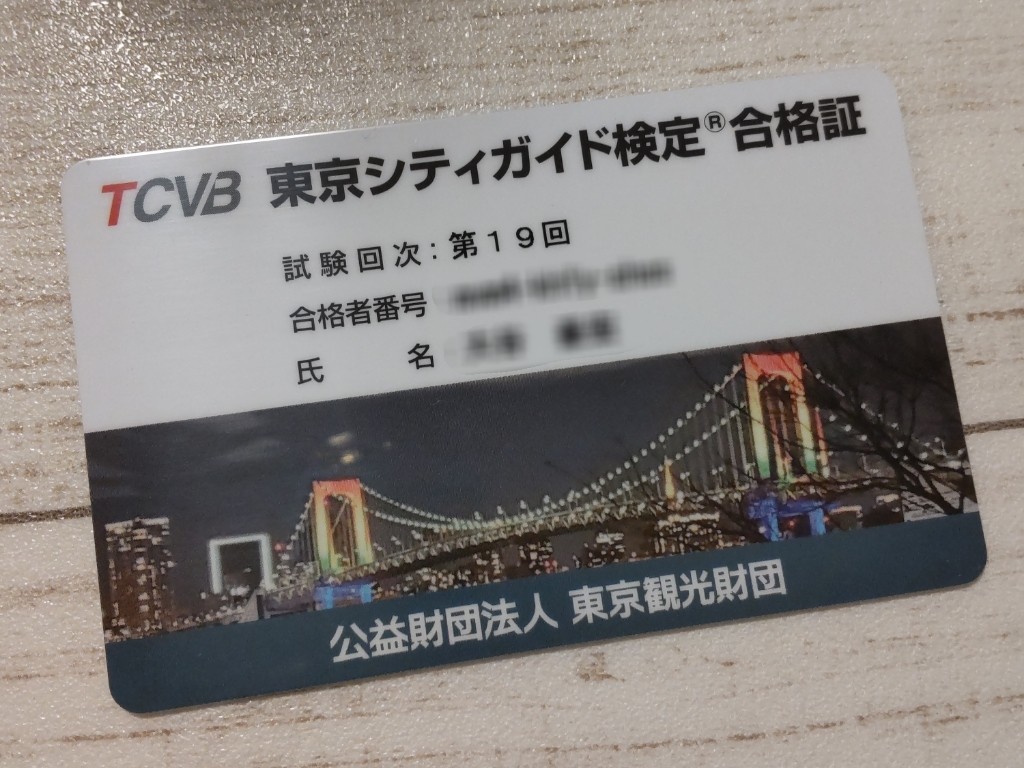 TCVB 東京シティガイド検定®合格証
試験回次：第19回
合格者番号
氏名
公益財団法人 東京観光財団